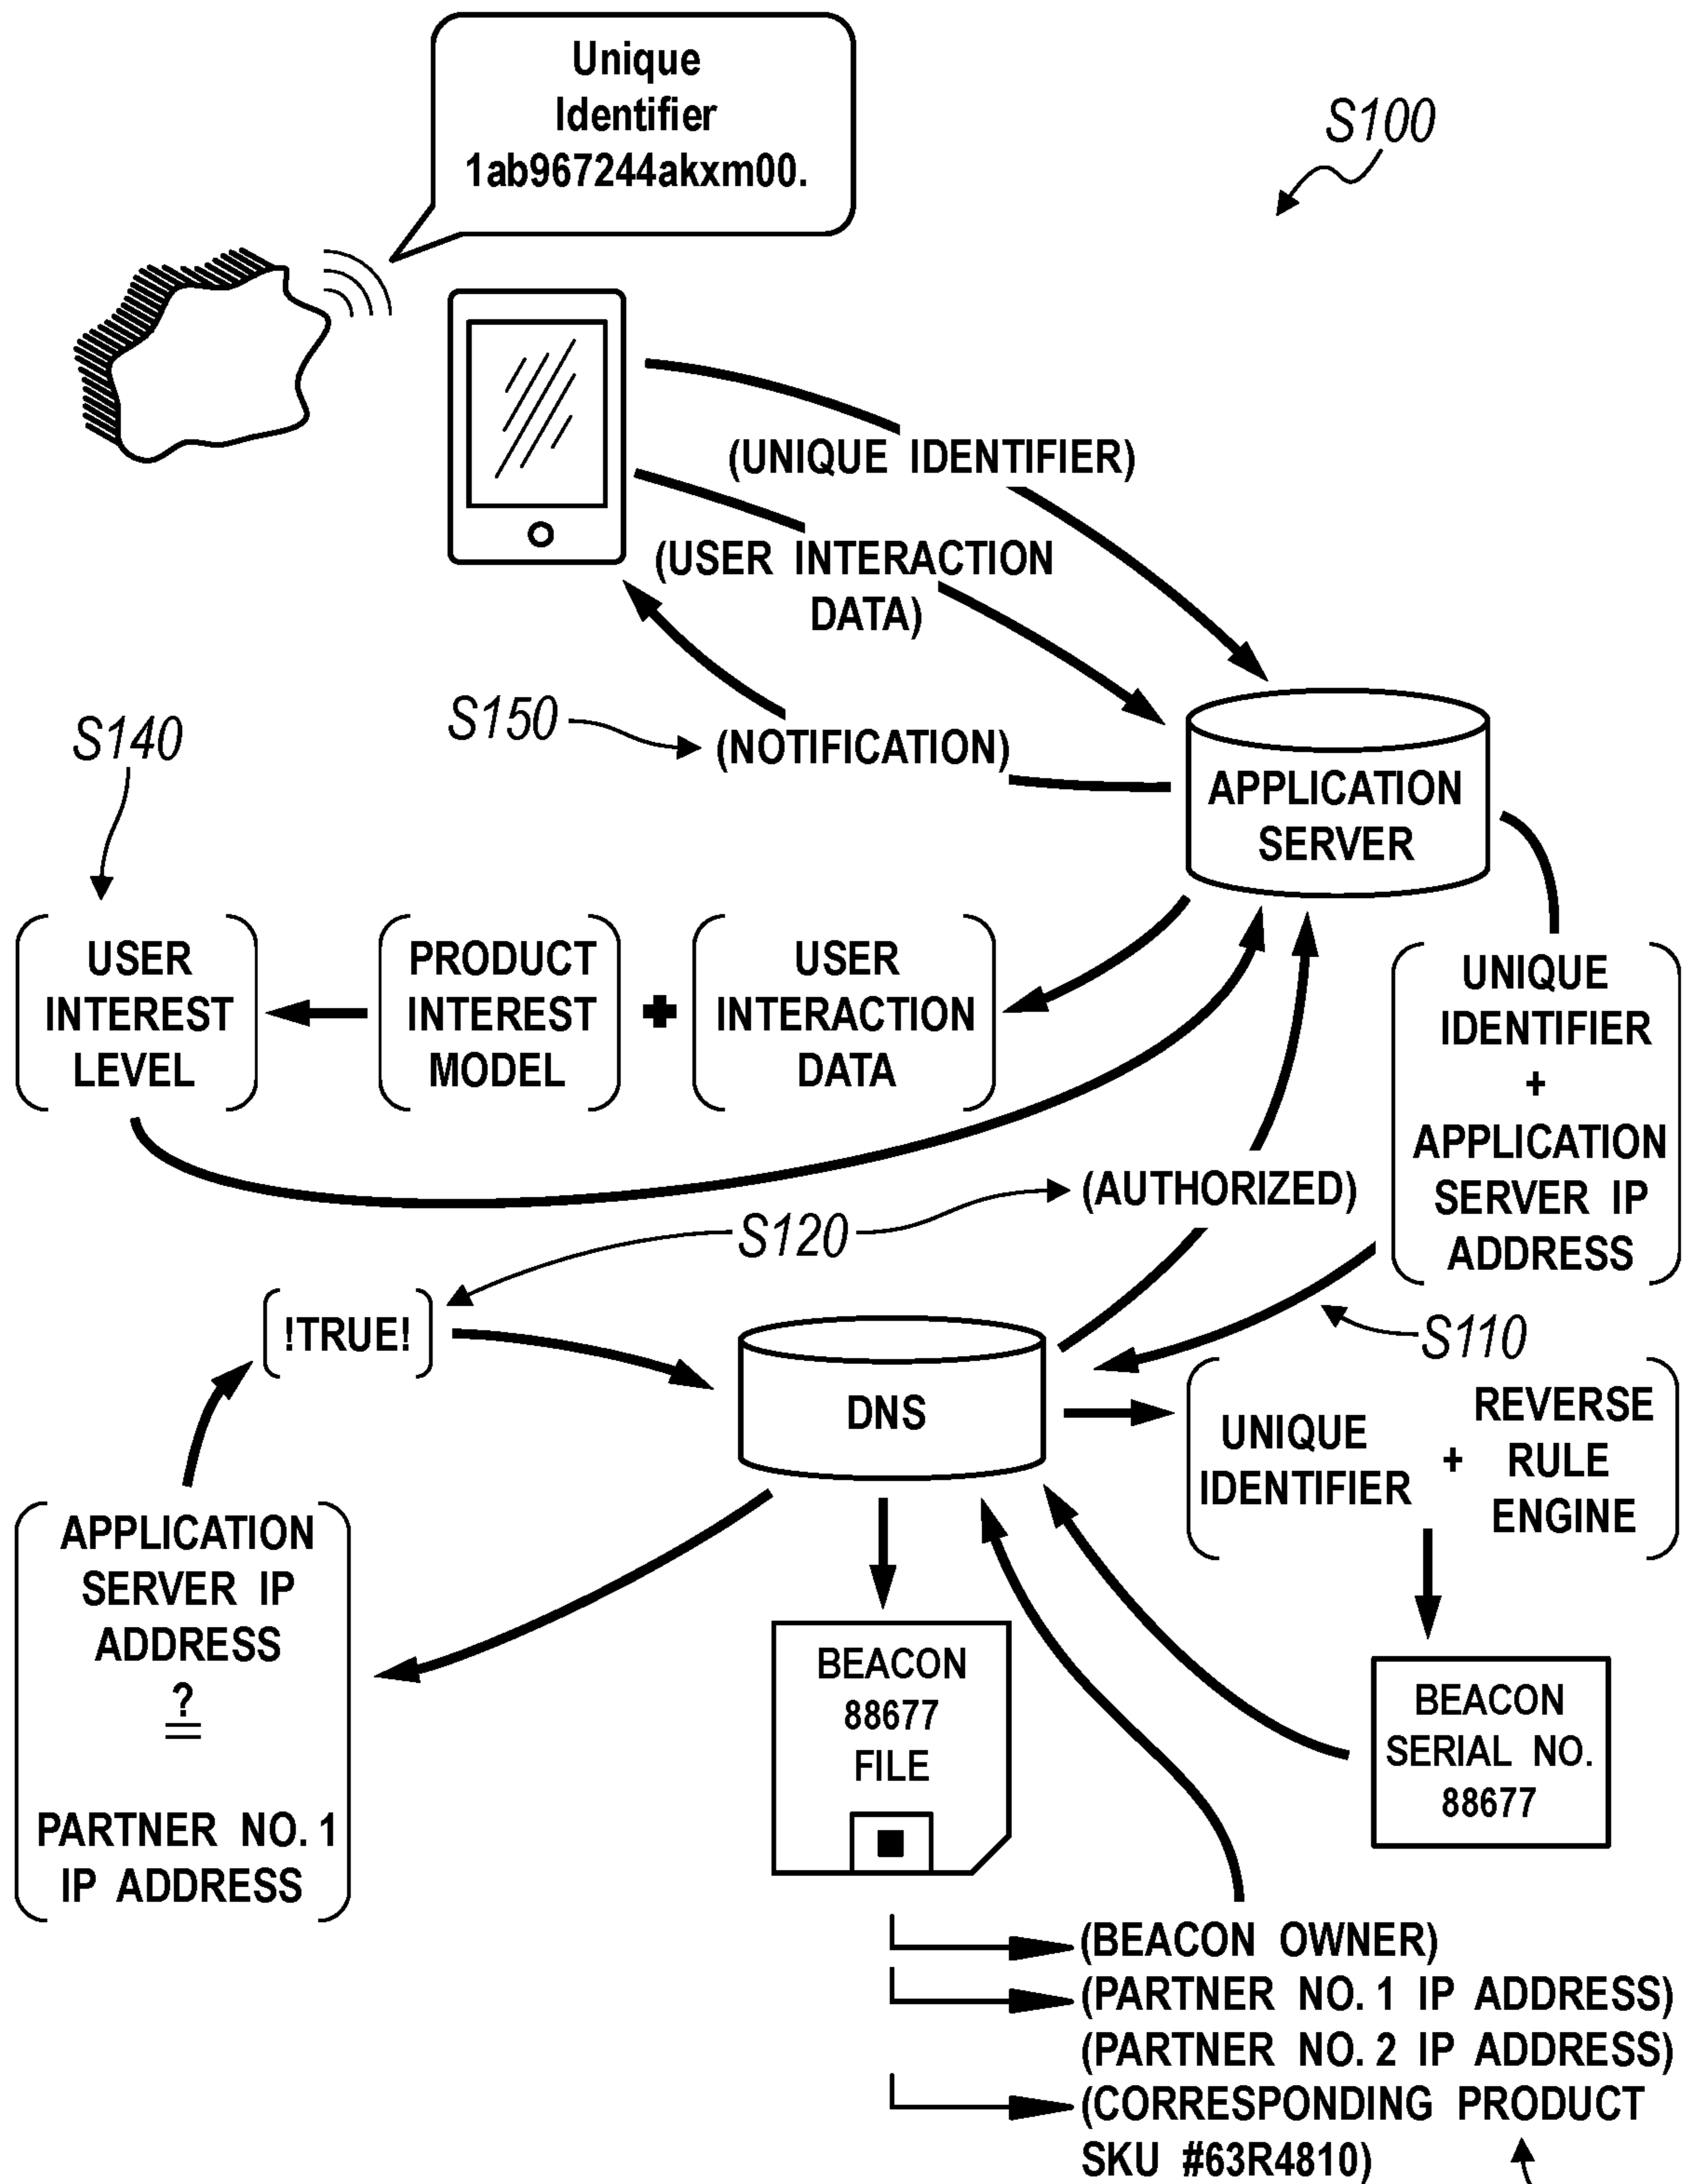 Unique
Identifier
1ab967244akxm00.
S100
(UNIQUE IDENTIFIER)
(USER INTERACTION
DATA)
S150
(NOTIFICATION)
S140
APPLICATION
SERVER
USER
INTEREST
LEVEL
PRODUCT
INTEREST
MODEL
+
USER
INTERACTION
DATA
UNIQUE
IDENTIFIER
+
APPLICATION
SERVER IP
ADDRESS
(AUTHORIZED)
S120
S110
!TRUE!
DNS
UNIQUE
IDENTIFIER
+
REVERSE
RULE
ENGINE
APPLICATION
SERVER IP
ADDRESS
?
=
PARTNER NO. 1
IP ADDRESS
BEACON
88677
FILE
BEACON
SERIAL NO.
88677
(BEACON OWNER)
(PARTNER NO. 1 IP ADDRESS)
(PARTNER NO. 2 IP ADDRESS)
(CORRESPONDING PRODUCT
SKU #63R4810)